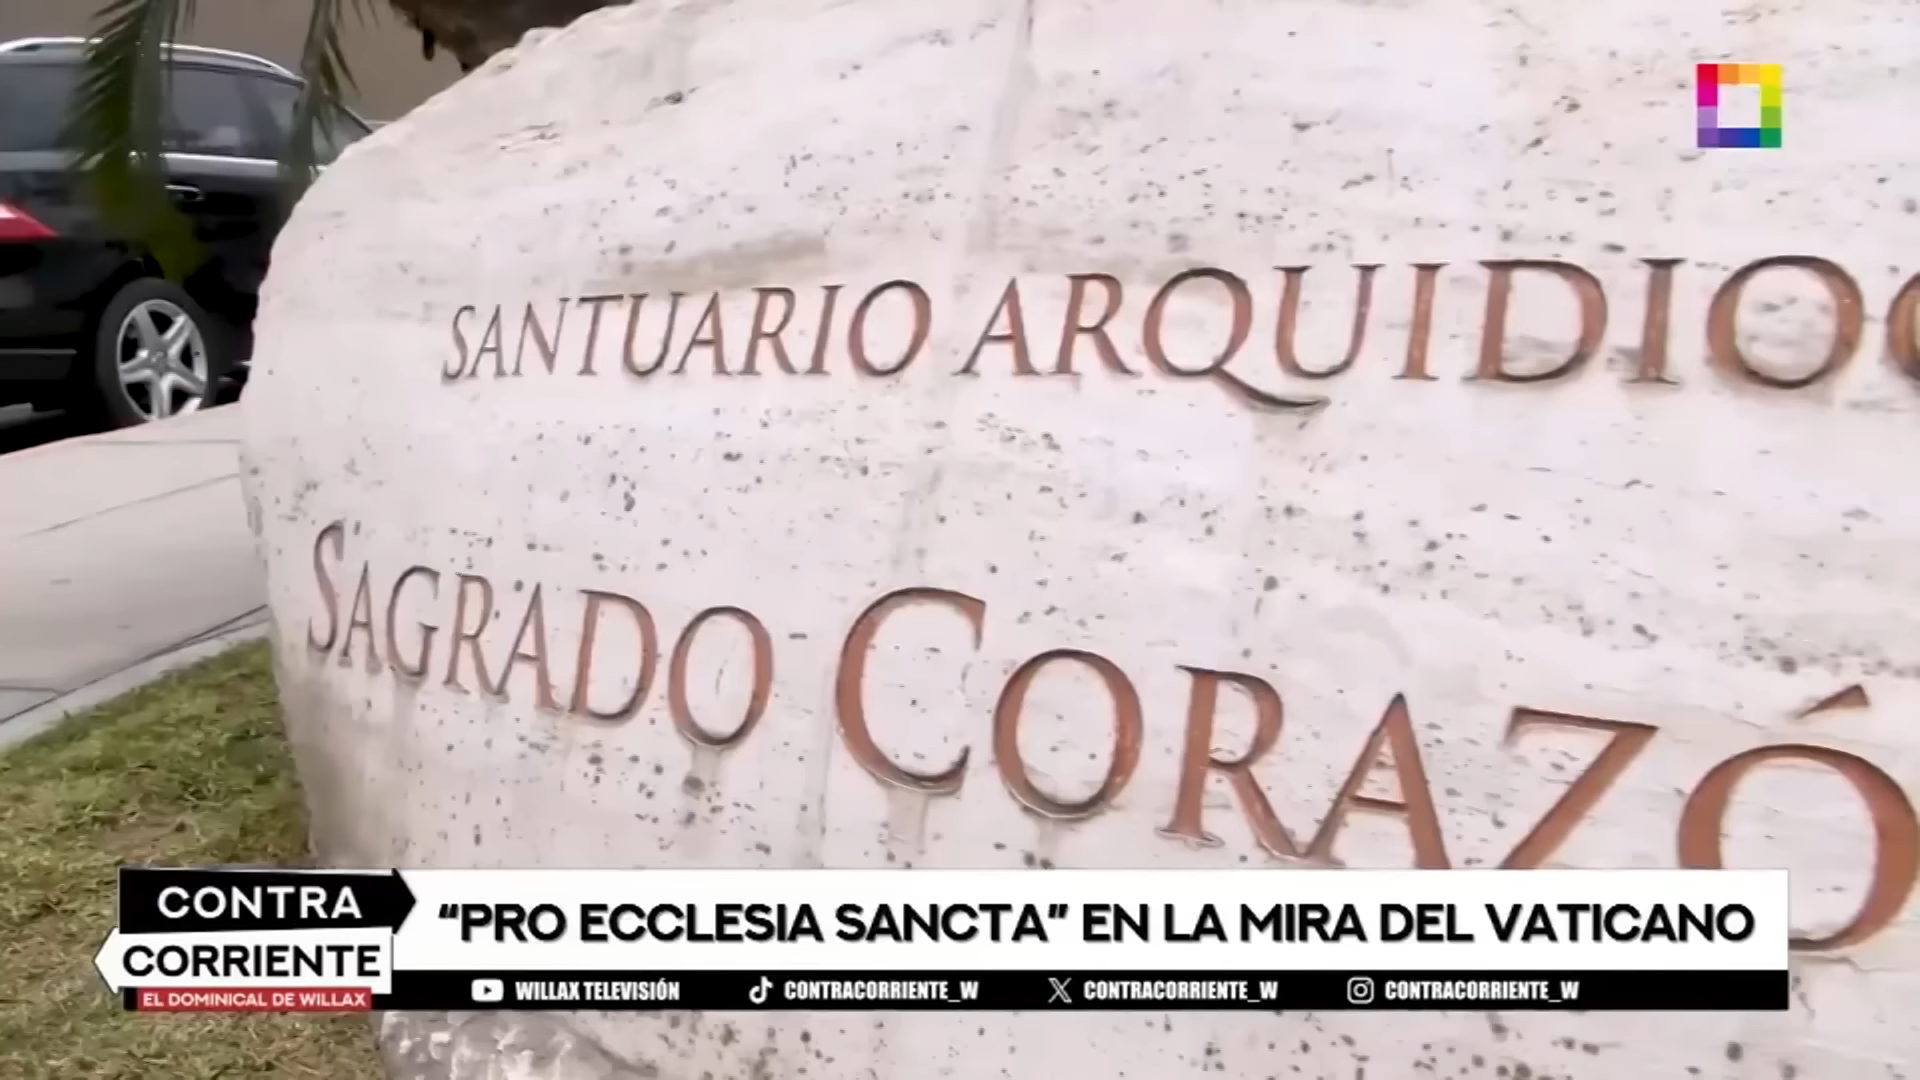 SANTUARIO ARQUIDIOC
SAGRADO CORAZÓ
CONTRA
CORRIENTE
EL DOMINICAL DE WILLAX
“PRO ECCLESIA SANCTA” EN LA MIRA DEL VATICANO
WILLAX TELEVISIÓN CONTRACORRIENTE_W CONTRACORRIENTE_W CONTRACORRIENTE_W